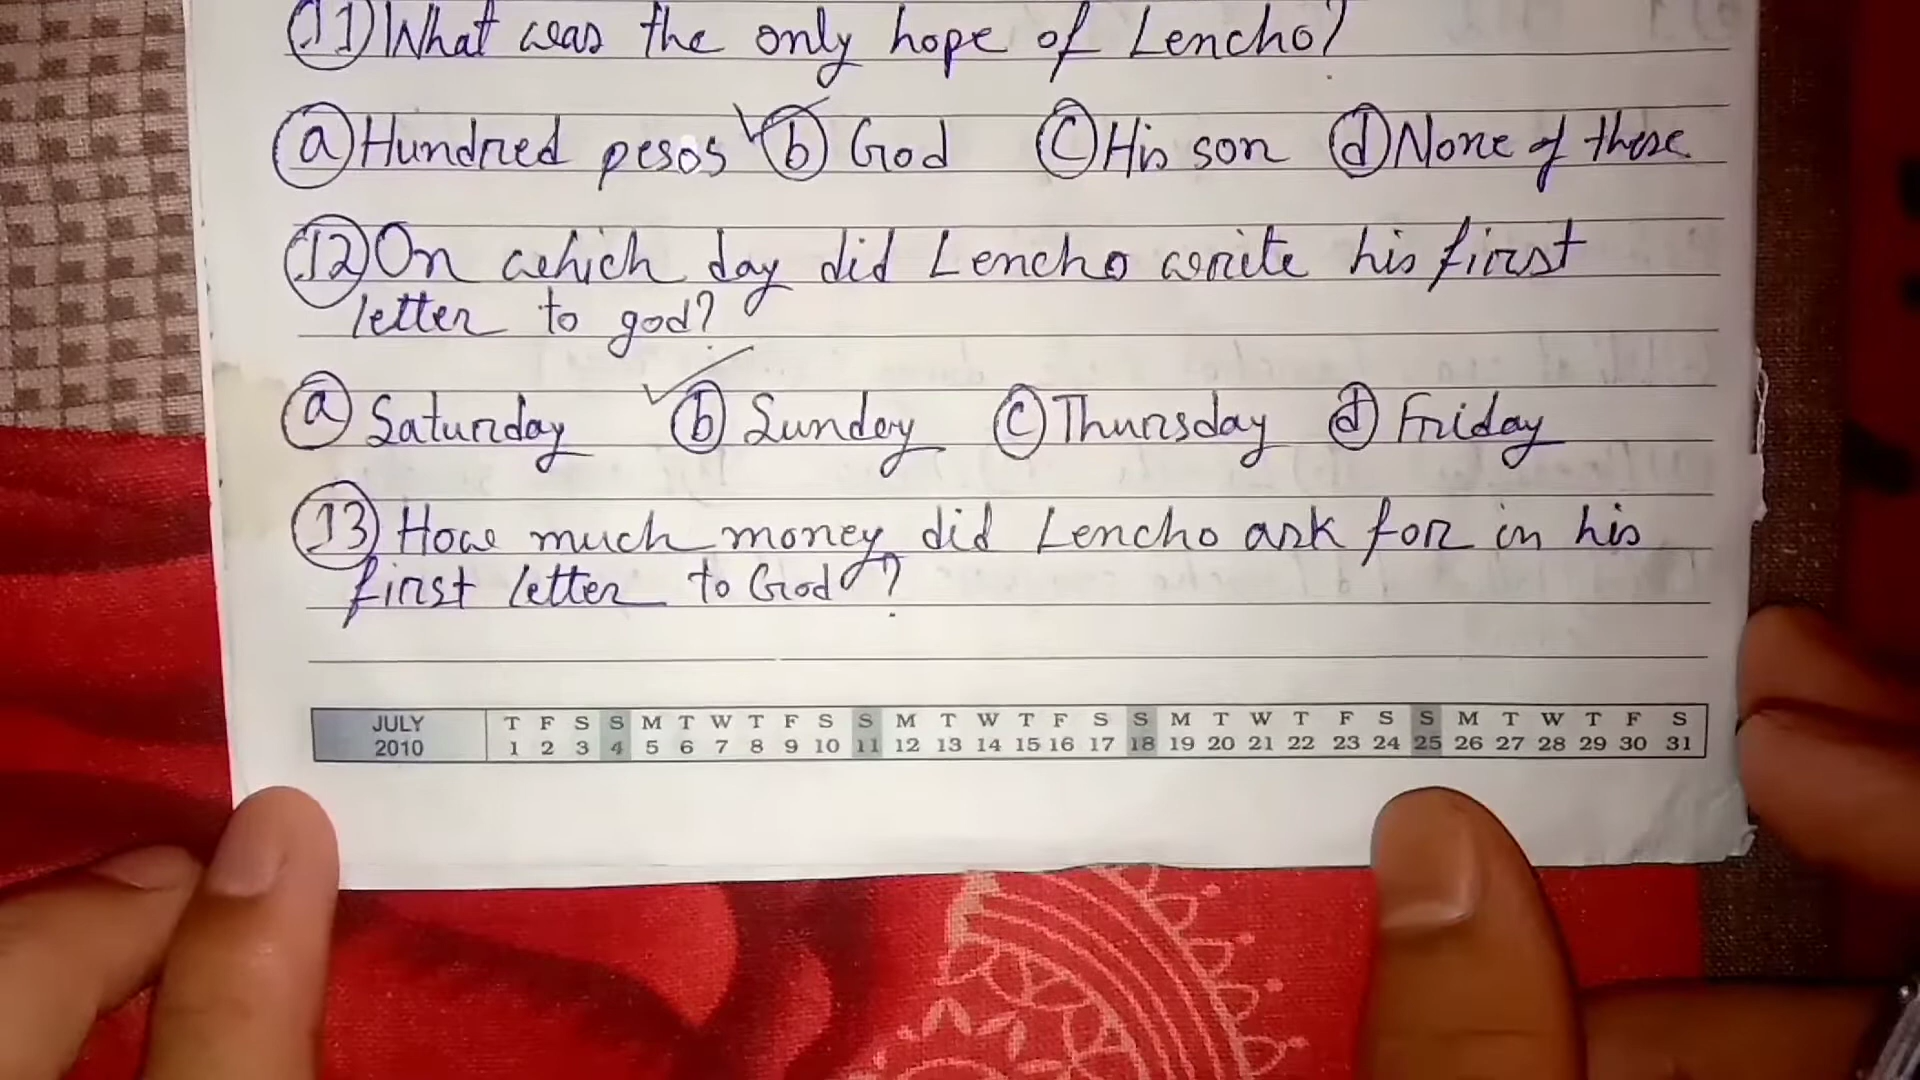 11) What was the only hope of Lencho?
a Hundred pesos b God c His son d None of these
12) On which day did Lencho write his first
letter to god?
a Saturday b Sunday c Thursday d Friday
13) How much money did Lencho ask for in his
first letter to God?
JULY T F S S M T W T F S S M T W T F S S M T W T F S S M T W T F S
2010 1 2 3 4 5 6 7 8 9 10 11 12 13 14 15 16 17 18 19 20 21 22 23 24 25 26 27 28 29 30 31